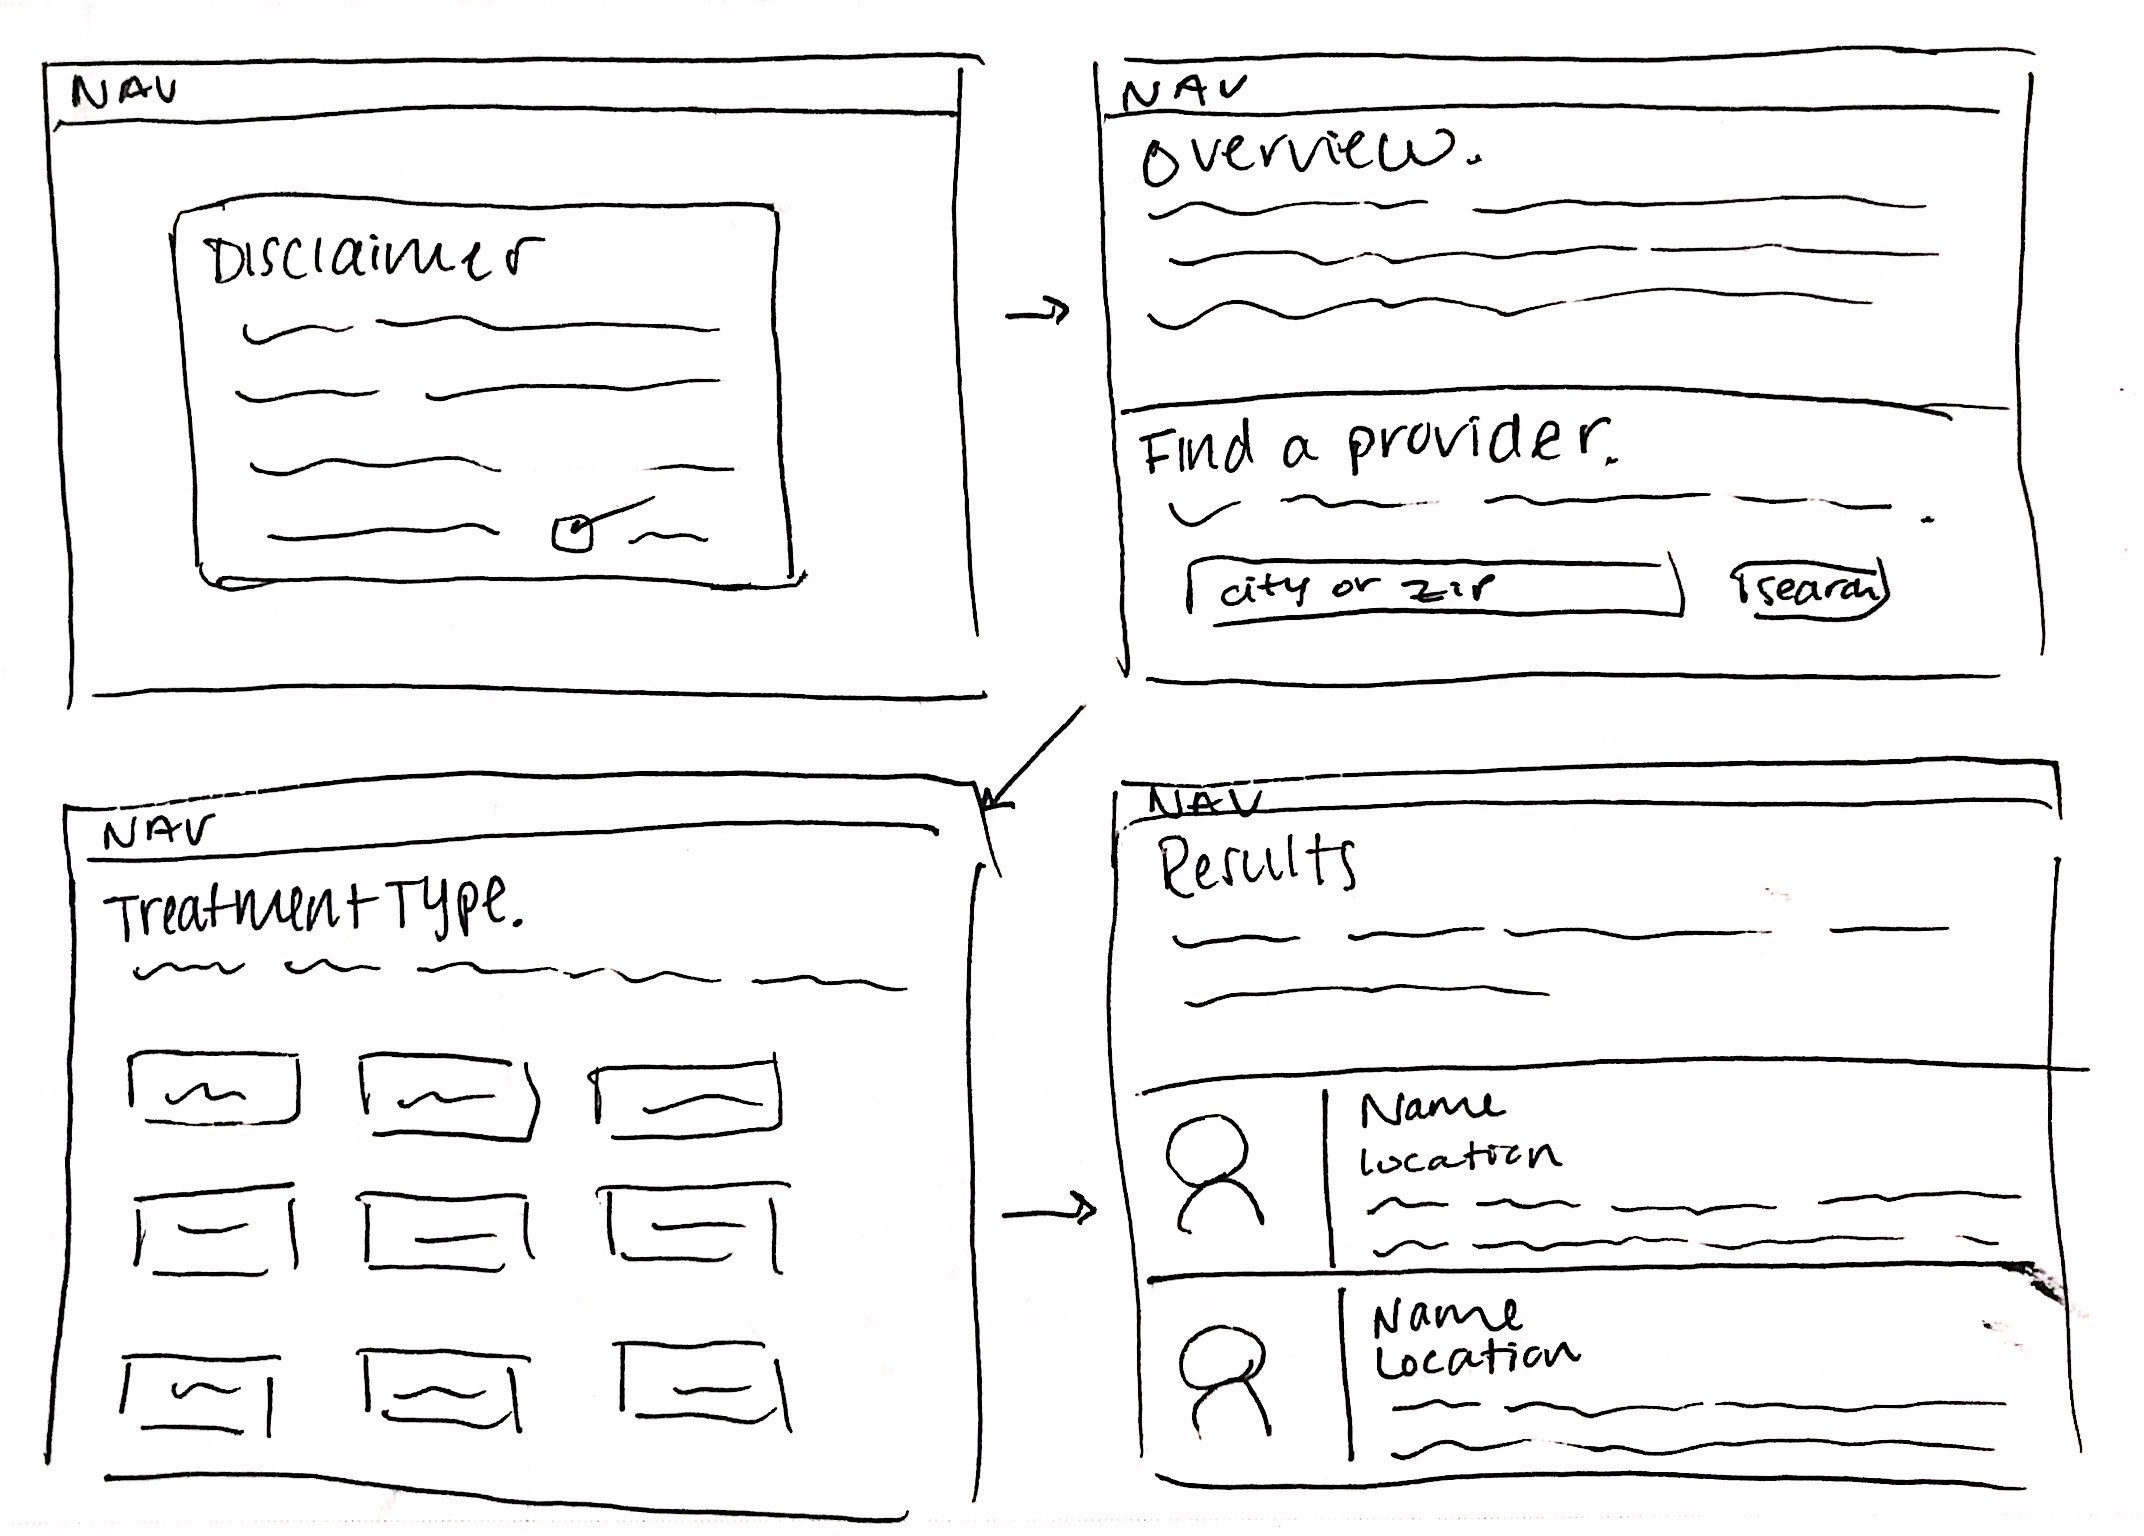 NAV
Disclaimer
NAV
Overview.
Find a provider.
city or zip
search
NAV
Treatment Type.
NAV
Results
Name
Location
Name
Location